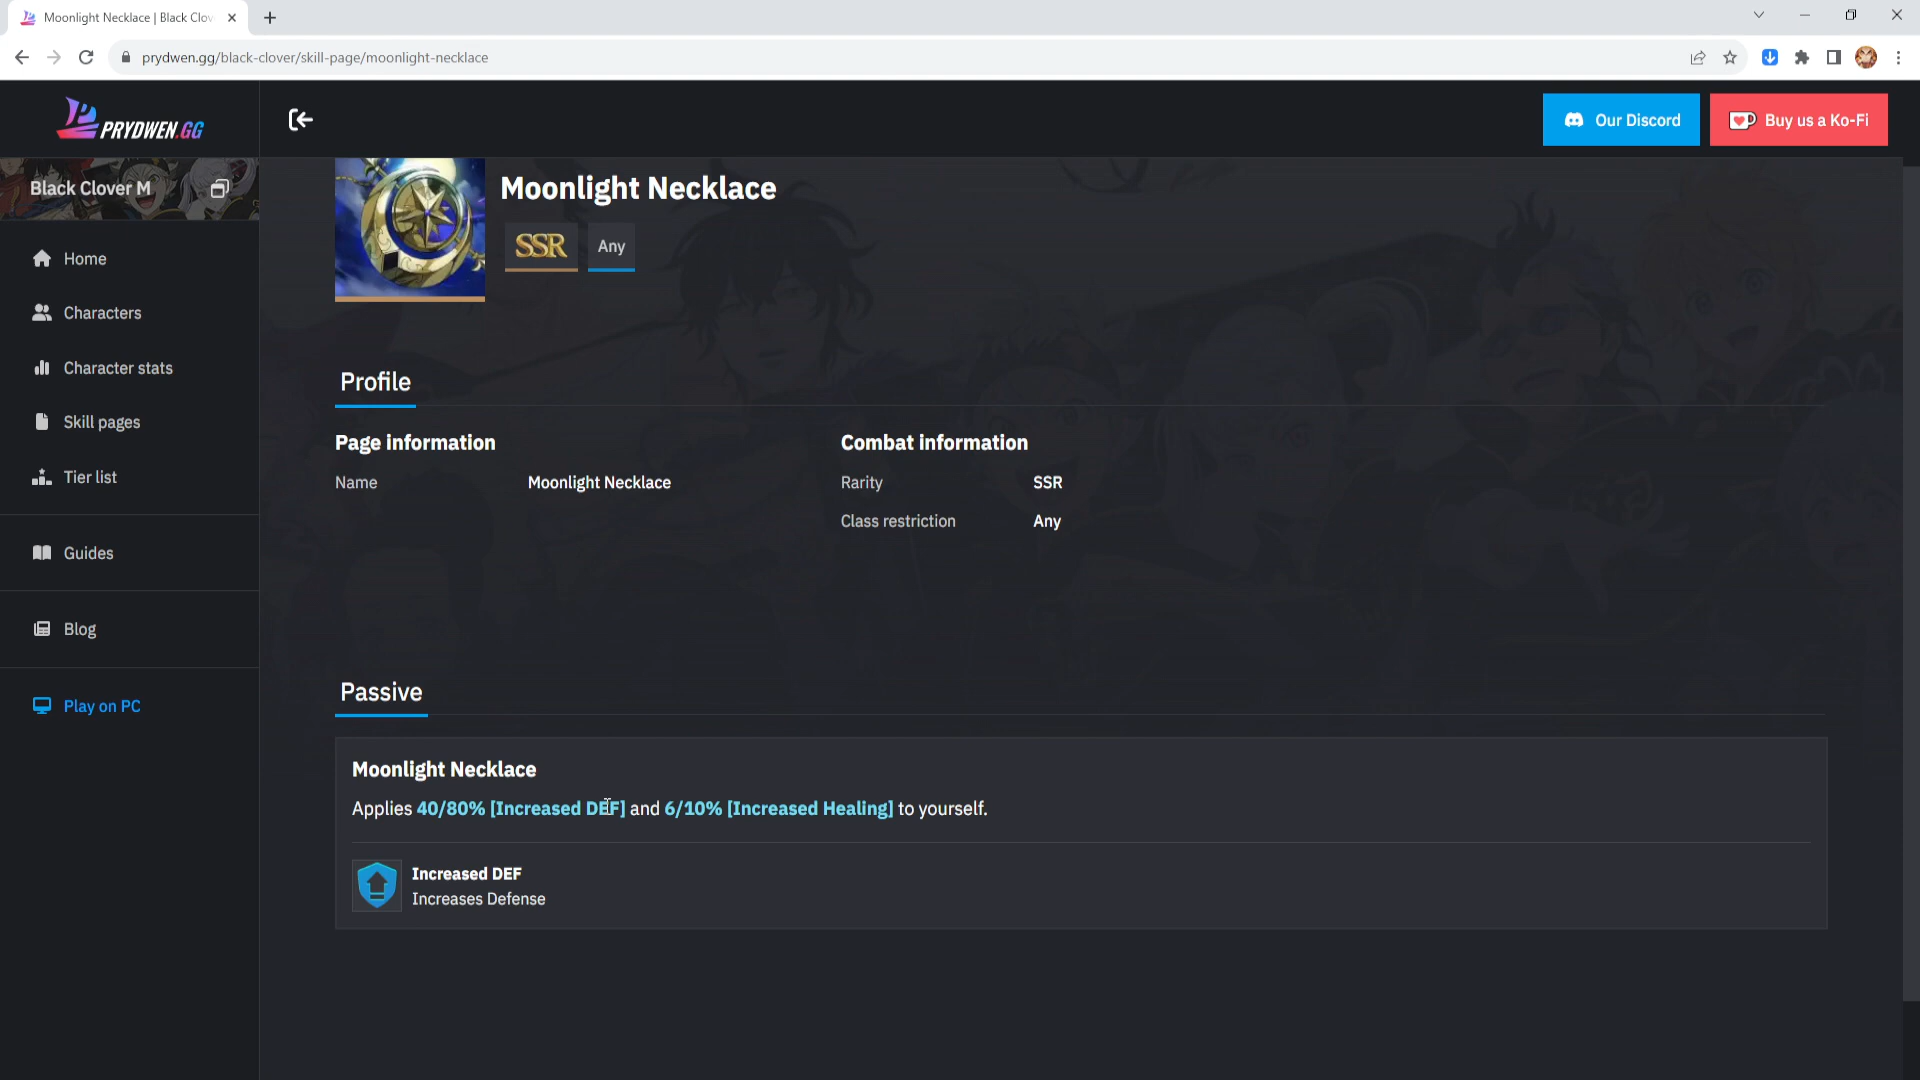 Moonlight Necklace | Black Clov
prydwen.gg/black-clover/skill-page/moonlight-necklace
PRYDWEN.GG
Our Discord
Buy us a Ko-Fi
Black Clover M
Home
Characters
Character stats
Skill pages
Tier list
Guides
Blog
Play on PC
Moonlight Necklace
SSR Any
Profile
Page information
Name Moonlight Necklace
Combat information
Rarity SSR
Class restriction Any
Passive
Moonlight Necklace
Applies 40/80% [Increased DEF] and 6/10% [Increased Healing] to yourself.
Increased DEF
Increases Defense